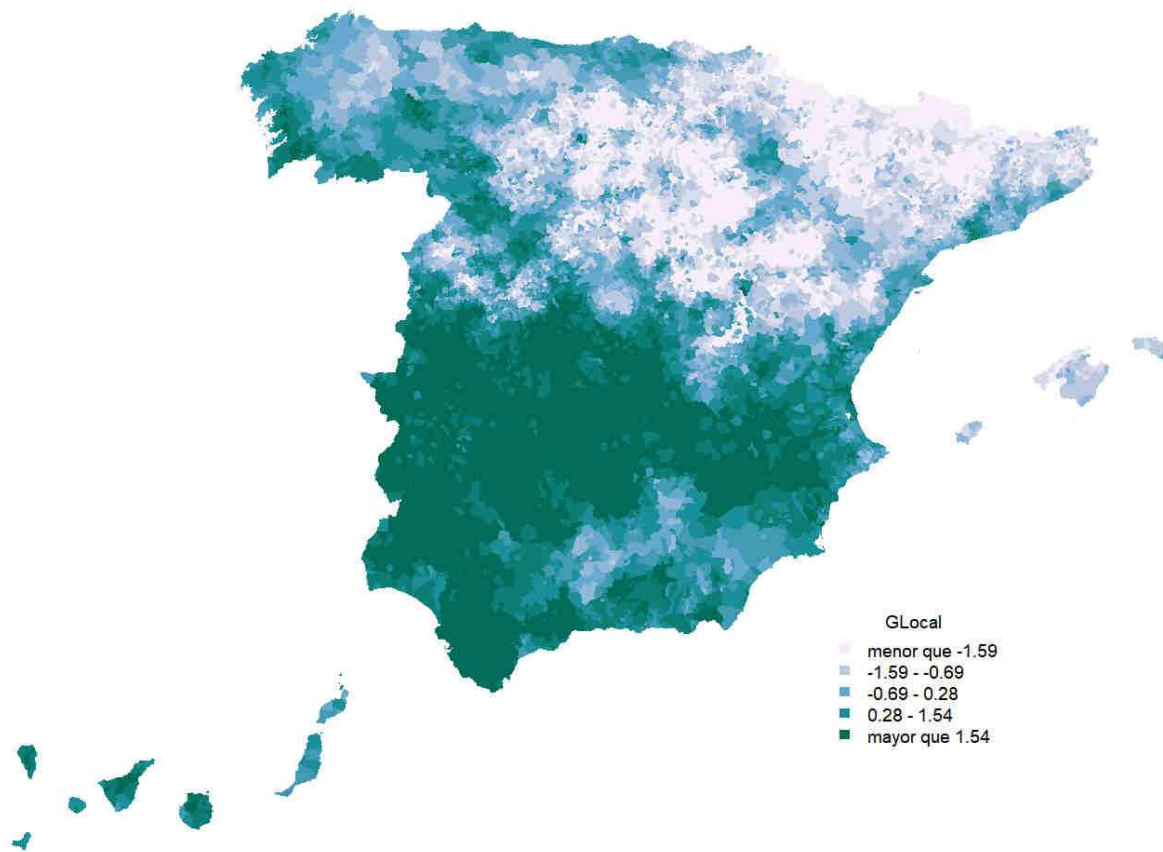 GLocal
menor que -1.59
-1.59 - -0.69
-0.69 - 0.28
0.28 - 1.54
mayor que 1.54